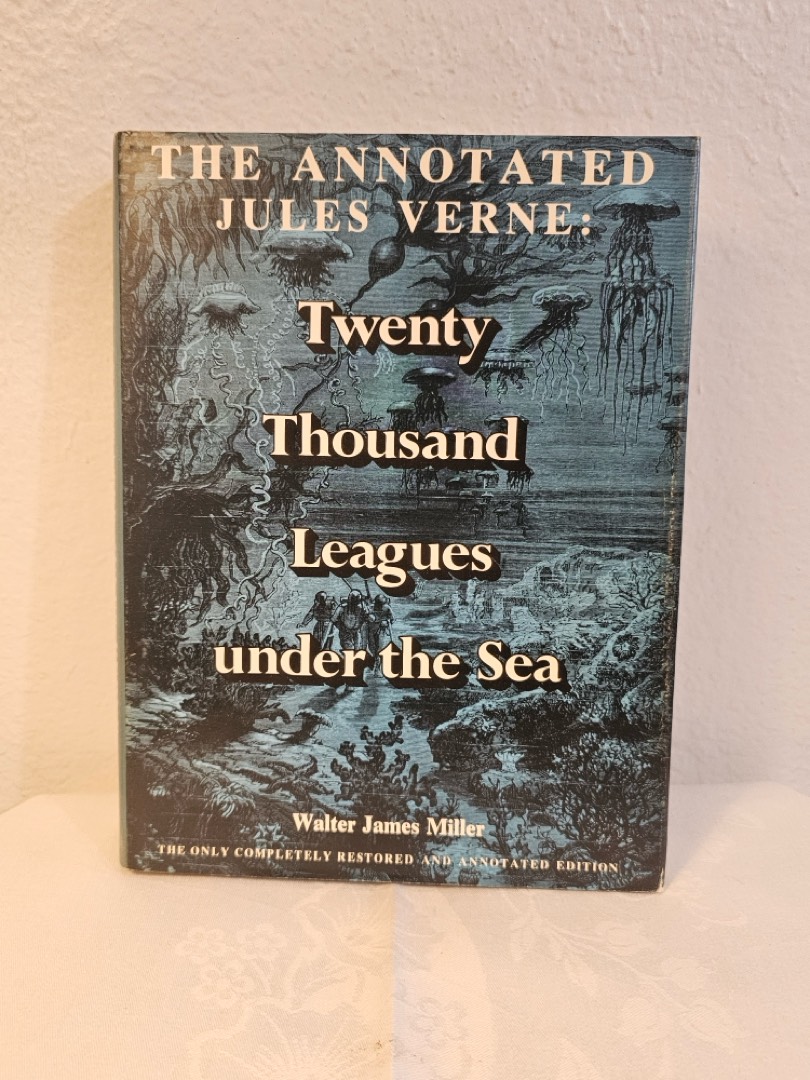 THE ANNOTATED
JULES VERNE:
Twenty
Thousand
Leagues
under the Sea
Walter James Miller
THE ONLY COMPLETELY RESTORED AND ANNOTATED EDITION